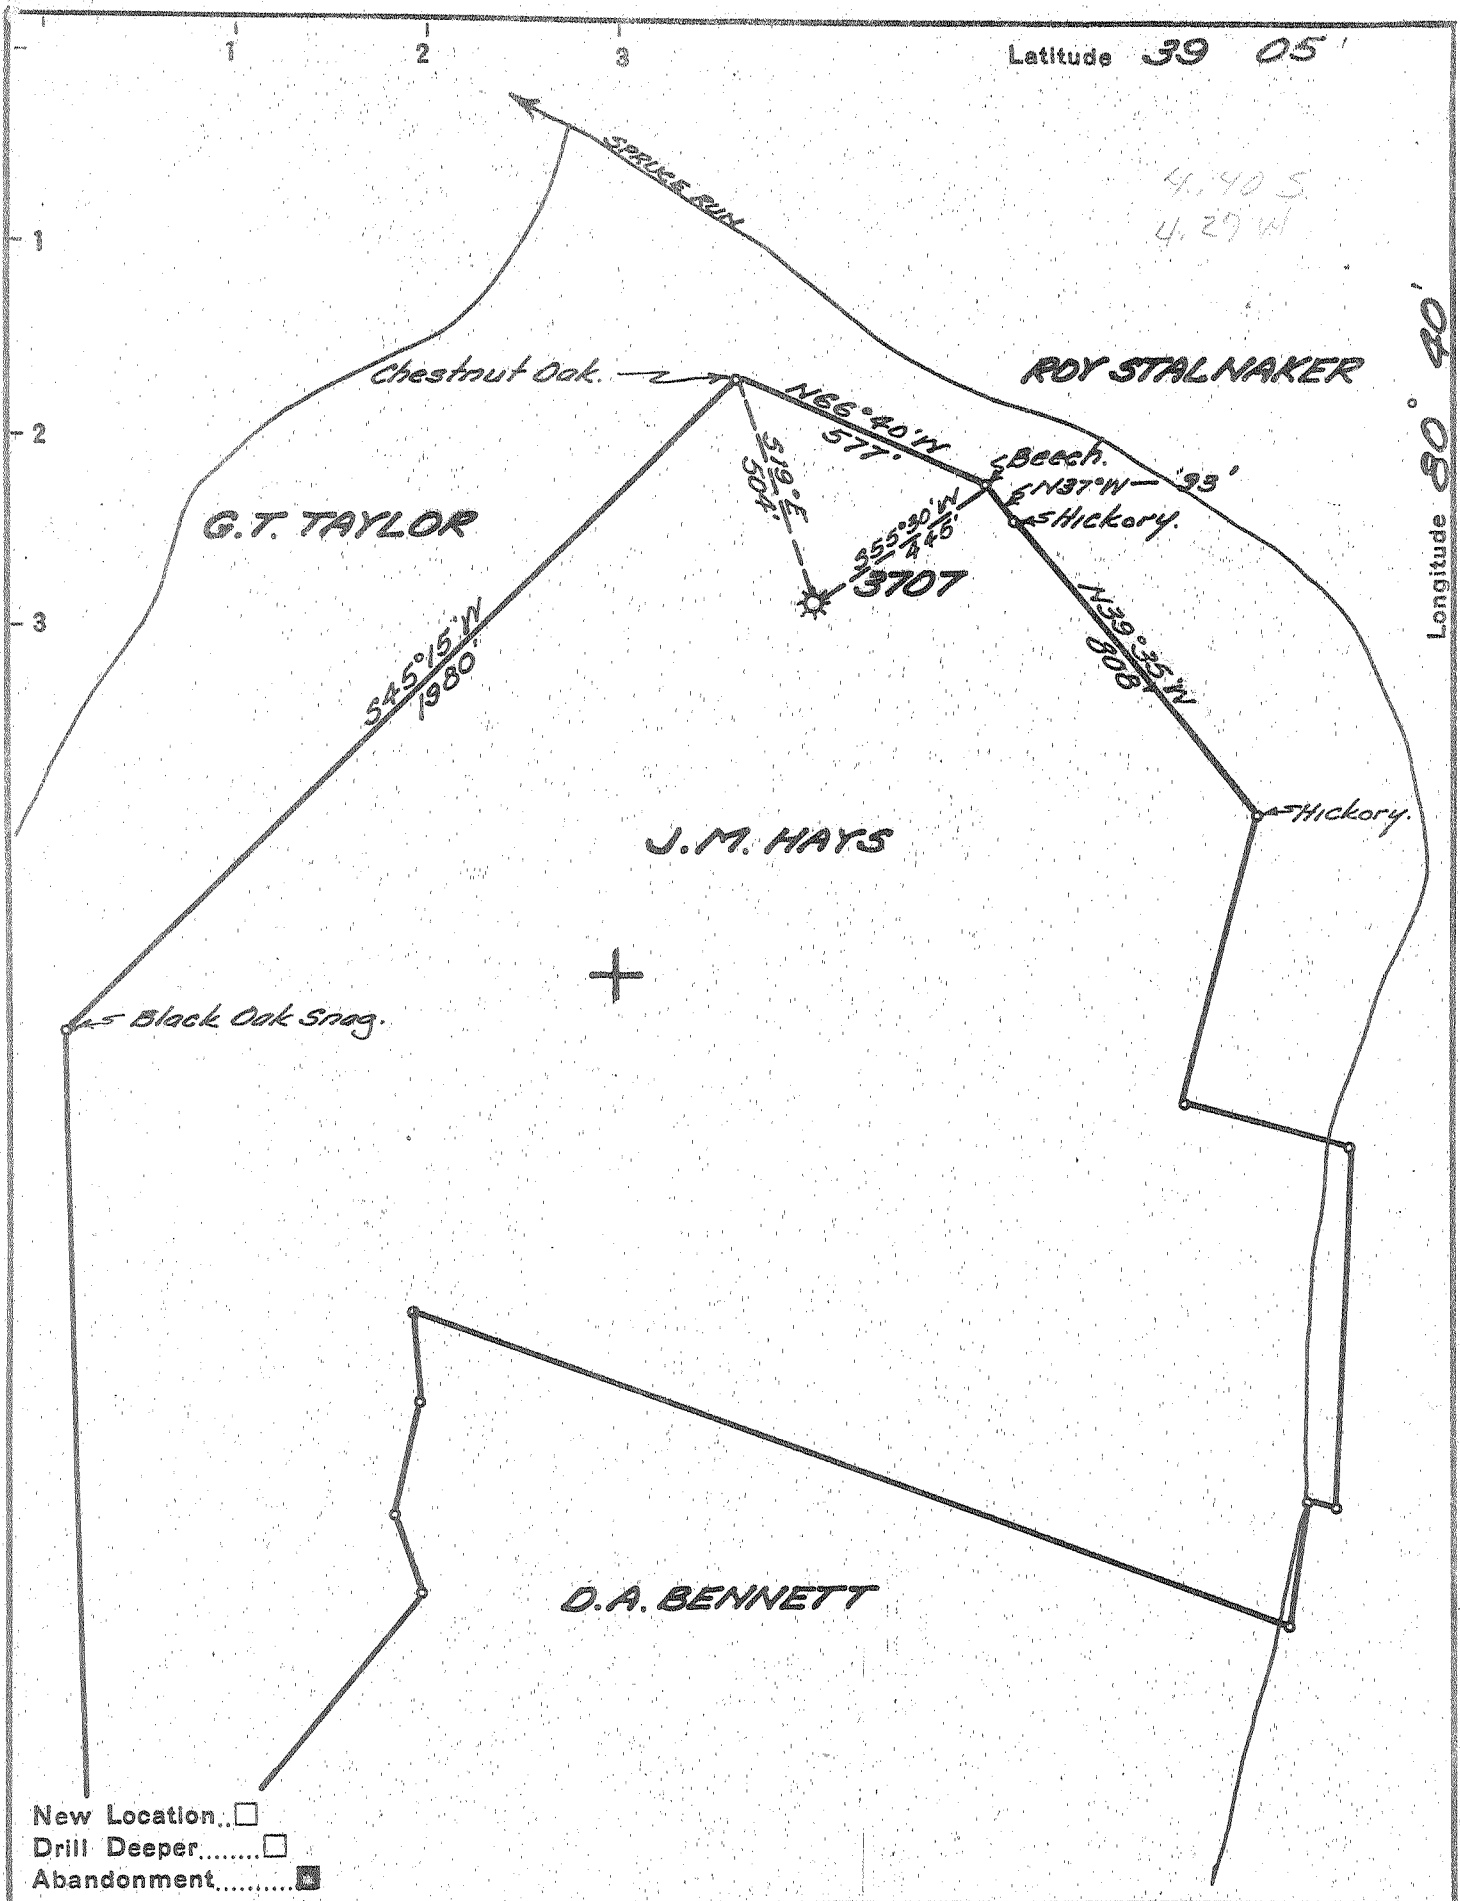 1 2 3
Latitude 39 05'
SPRUCE RUN
4.40 S
4.27 W
1
Longitude 80° 40'
Chestnut Oak.
ROY STALNAKER
N66°40'W
577'
2
Beech.
N37°W — 93'
Hickory.
S19°E
504'
S55°30'W
445'
G.T. TAYLOR
3707
3
N39°35'W
808'
S45°15'W
1980'
Hickory.
J.M. HAYS
Black Oak Snag.
D.A. BENNETT
New Location..
Drill Deeper........
Abandonment..........